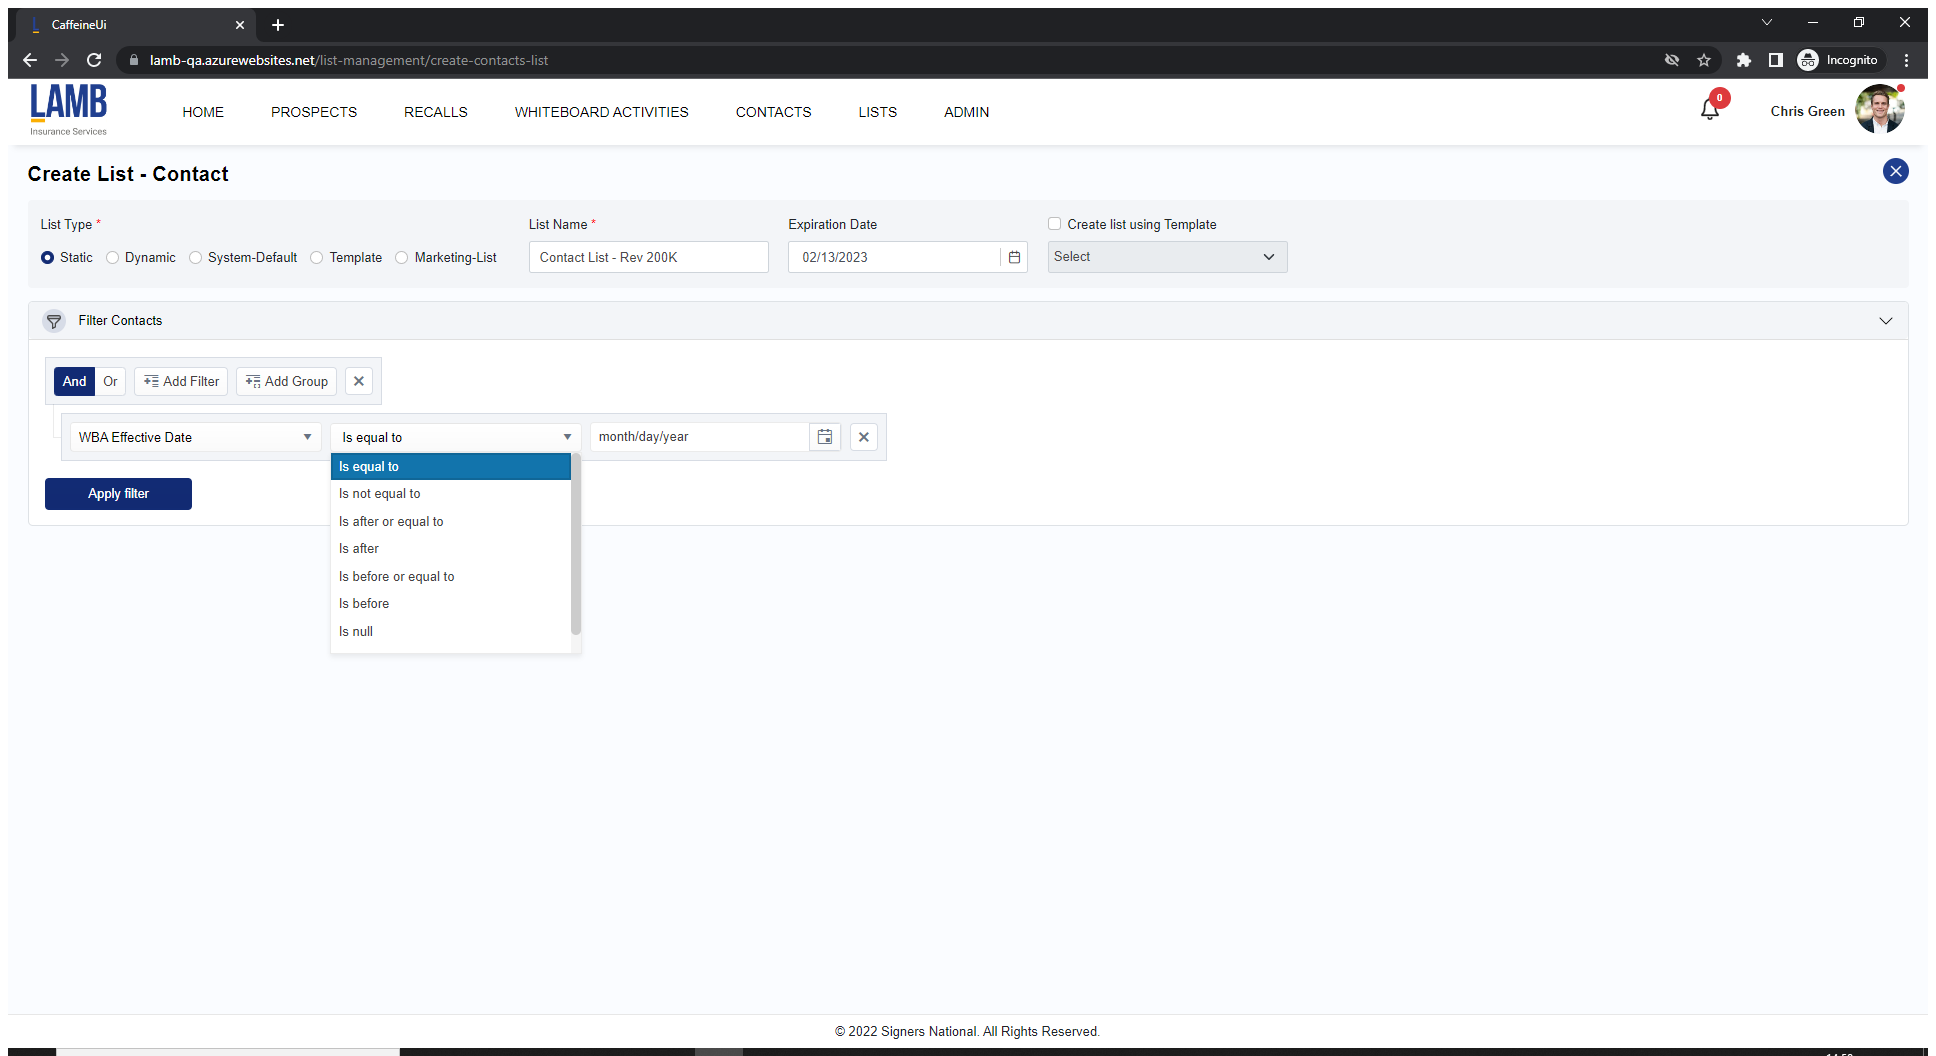 CaffeineUi
lamb-qa.azurewebsites.net/list-management/create-contacts-list
Incognito
LAMB
Insurance Services
HOME PROSPECTS RECALLS WHITEBOARD ACTIVITIES CONTACTS LISTS ADMIN
0
Chris Green
Create List - Contact
List Type * List Name * Expiration Date Create list using Template
Static Dynamic System-Default Template Marketing-List Contact List - Rev 200K 02/13/2023 Select
Filter Contacts
And Or Add Filter Add Group
WBA Effective Date Is equal to month/day/year
Is equal to
Apply filter
Is not equal to
Is after or equal to
Is after
Is before or equal to
Is before
Is null
© 2022 Signers National. All Rights Reserved.